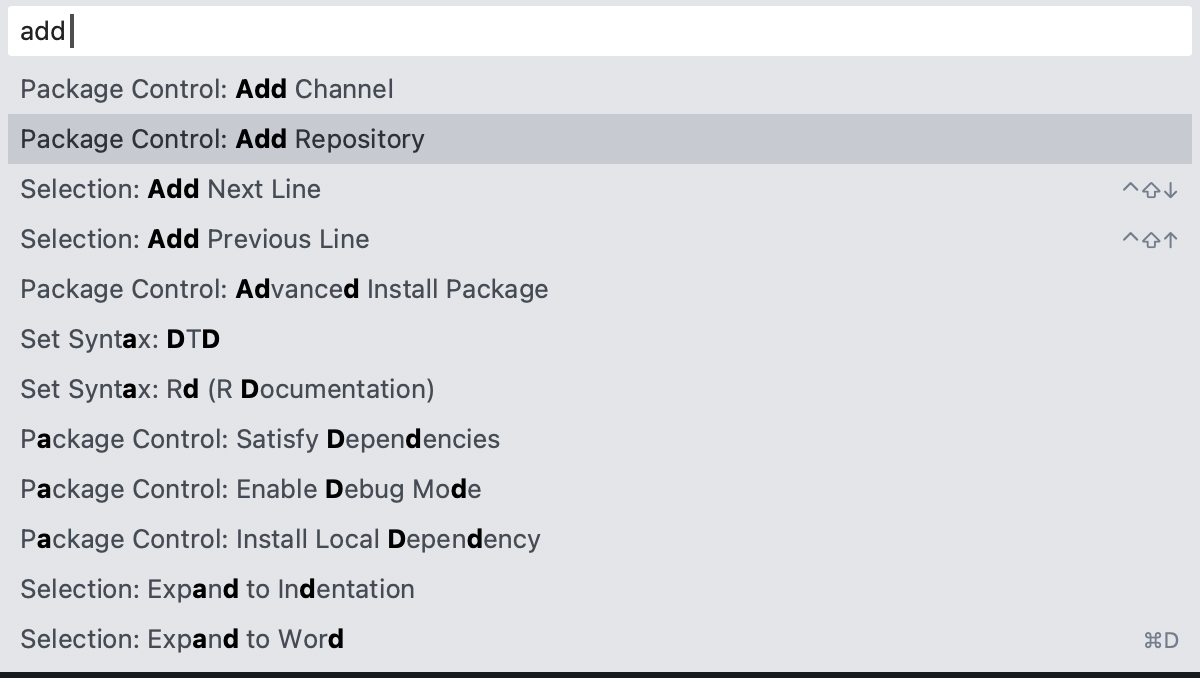 add
Package Control: Add Channel
Package Control: Add Repository
Selection: Add Next Line ⌃⇧↓
Selection: Add Previous Line ⌃⇧↑
Package Control: Advanced Install Package
Set Syntax: DTD
Set Syntax: Rd (R Documentation)
Package Control: Satisfy Dependencies
Package Control: Enable Debug Mode
Package Control: Install Local Dependency
Selection: Expand to Indentation
Selection: Expand to Word ⌘D